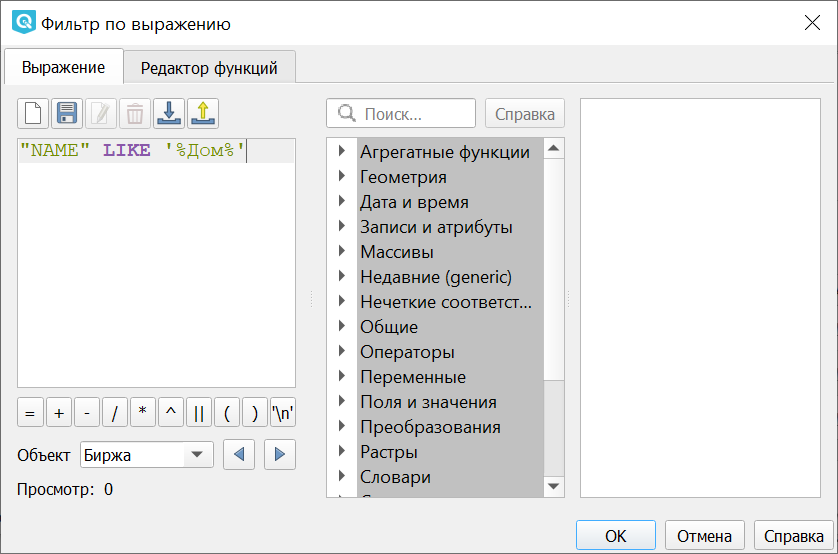 Фильтр по выражению
Выражение
Редактор функций
Поиск...
Справка
"NAME" LIKE '%Дом%'
Агрегатные функции
Геометрия
Дата и время
Записи и атрибуты
Массивы
Недавние (generic)
Нечеткие соответст...
Общие
Операторы
Переменные
Поля и значения
Преобразования
Растры
Словари
= + - / * ^ || ( ) '\n'
Объект
Биржа
Просмотр: 0
OK
Отмена
Справка